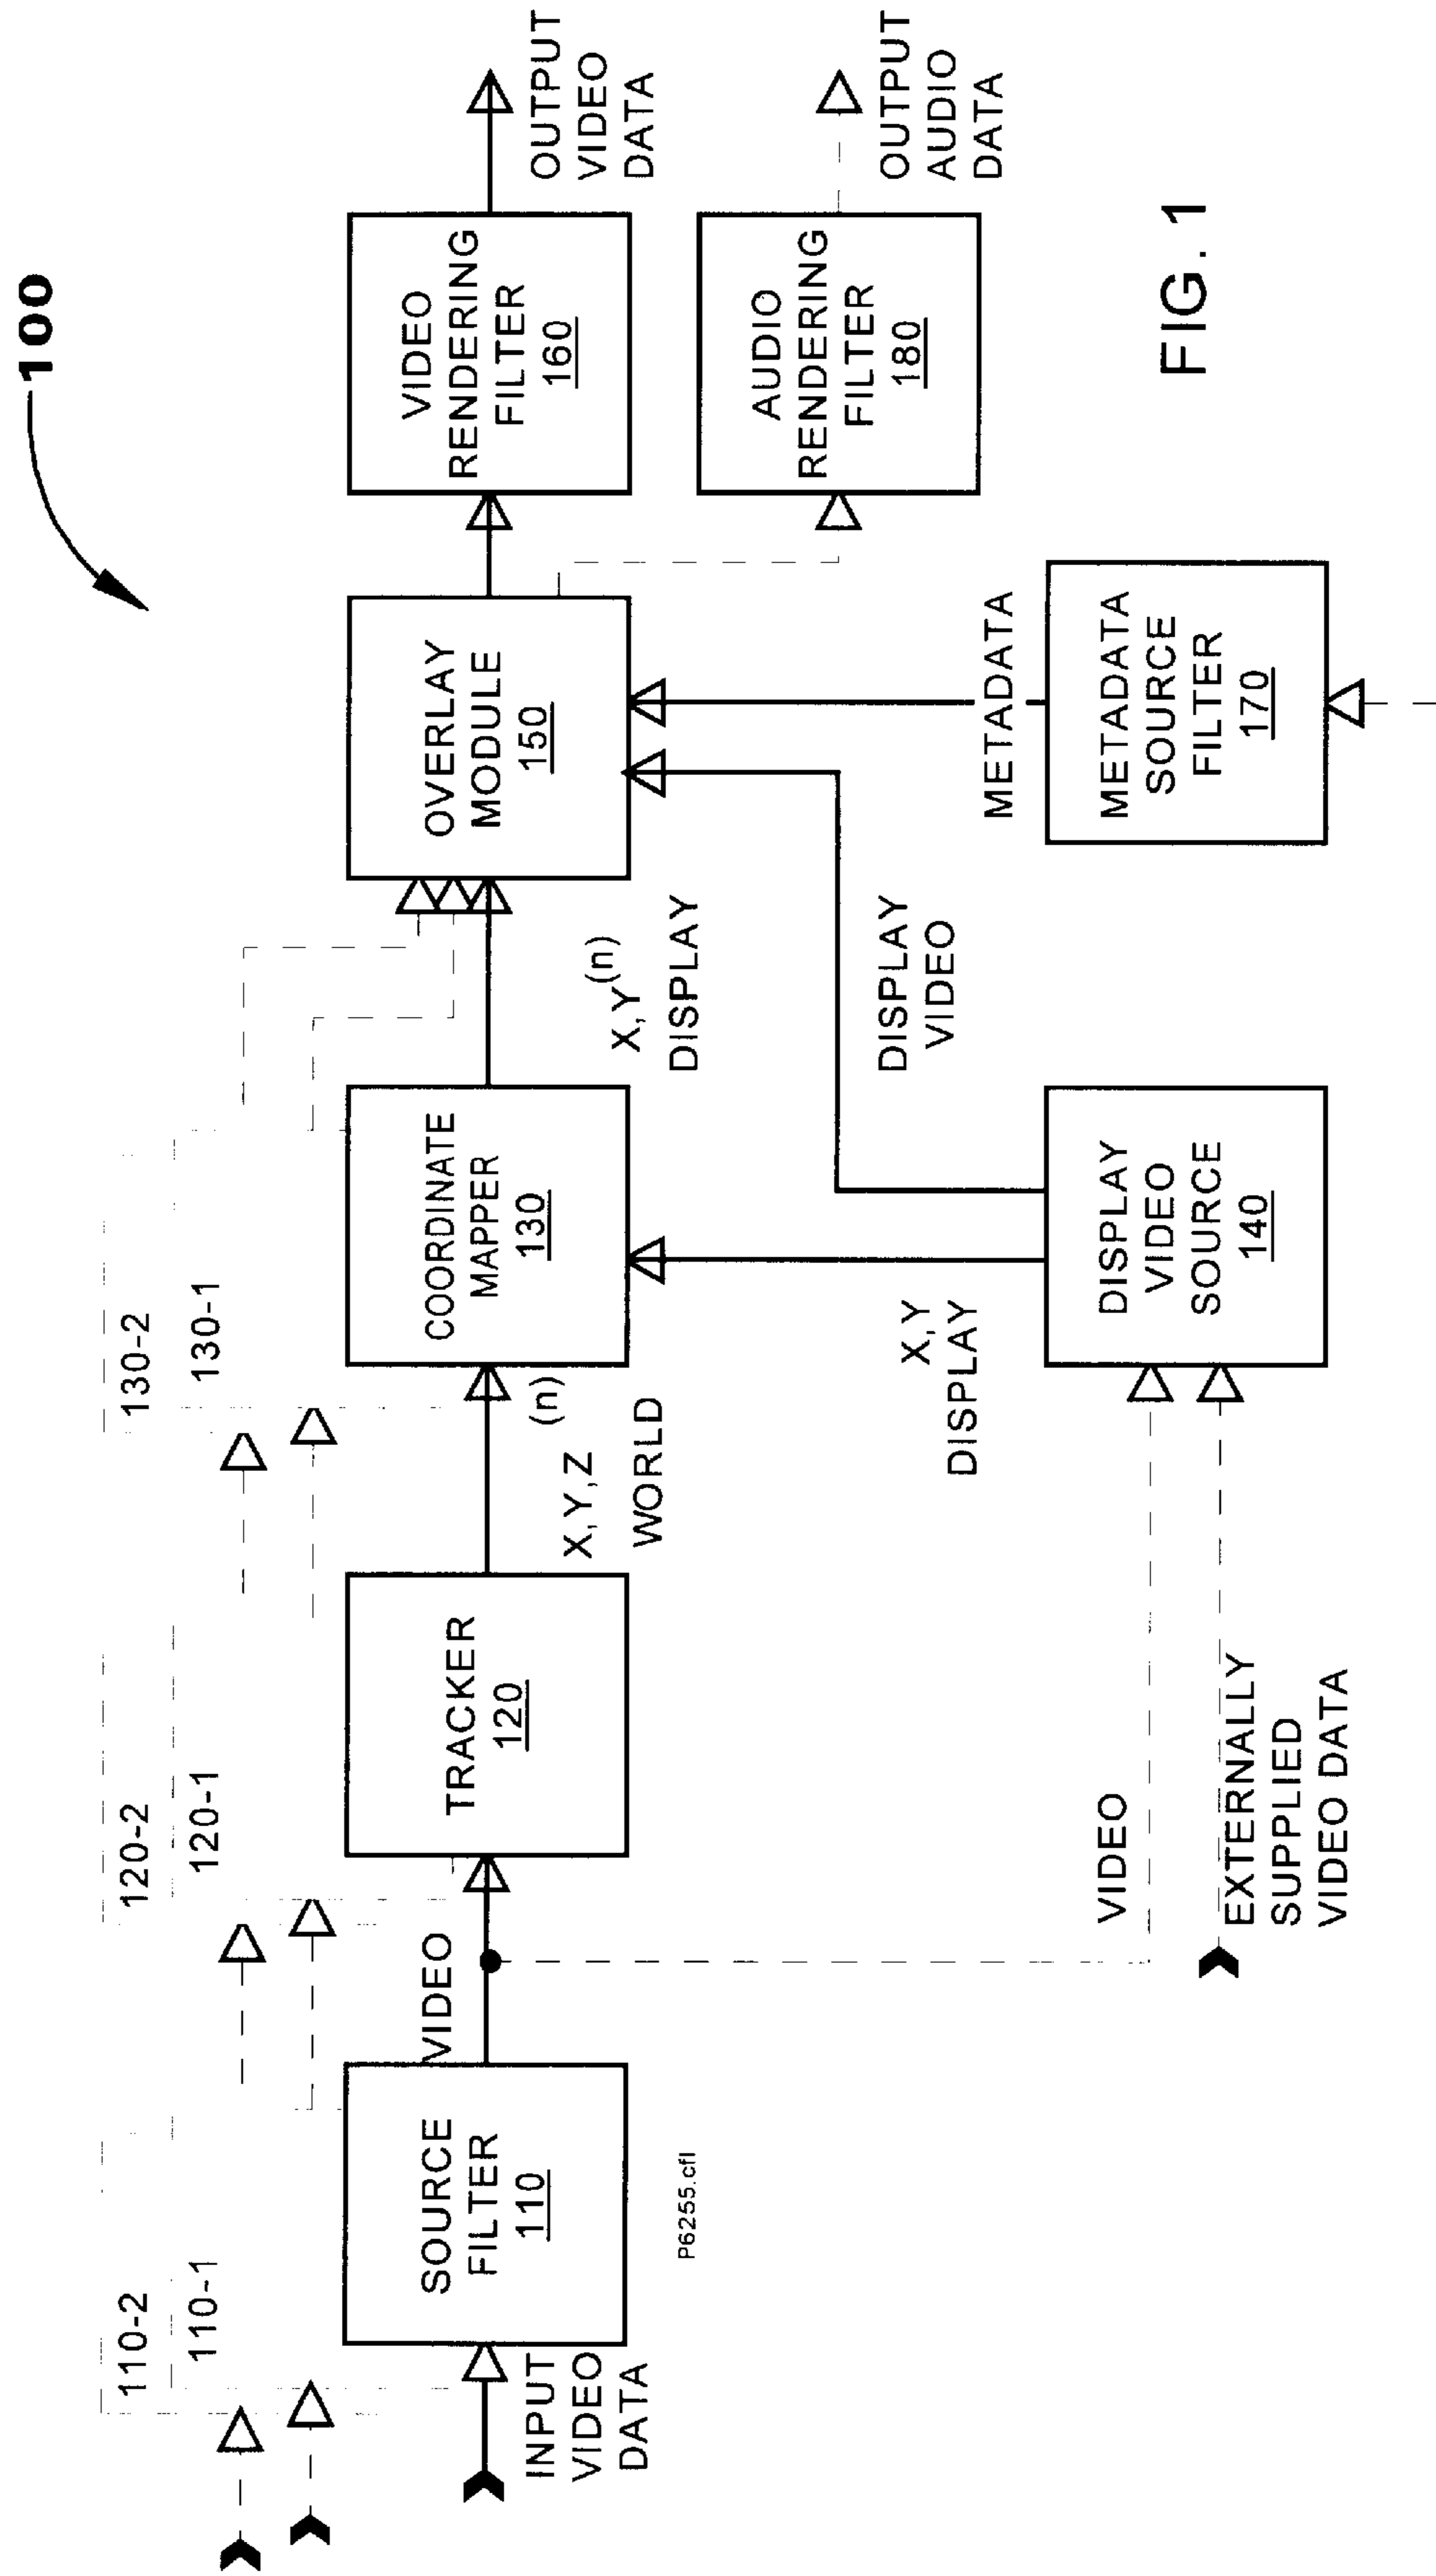 100
110-2
110-1
120-2
120-1
130-2
130-1
INPUT
VIDEO
DATA
SOURCE
FILTER
110
VIDEO
TRACKER
120
X,Y,Z (n)
WORLD
COORDINATE
MAPPER
130
X,Y(n)
DISPLAY
OVERLAY
MODULE
150
VIDEO
RENDERING
FILTER
160
OUTPUT
VIDEO
DATA
AUDIO
RENDERING
FILTER
180
OUTPUT
AUDIO
DATA
P6255.cfl
X,Y
DISPLAY
DISPLAY
VIDEO
METADATA
VIDEO
EXTERNALLY
SUPPLIED
VIDEO DATA
DISPLAY
VIDEO
SOURCE
140
METADATA
SOURCE
FILTER
170
FIG. 1